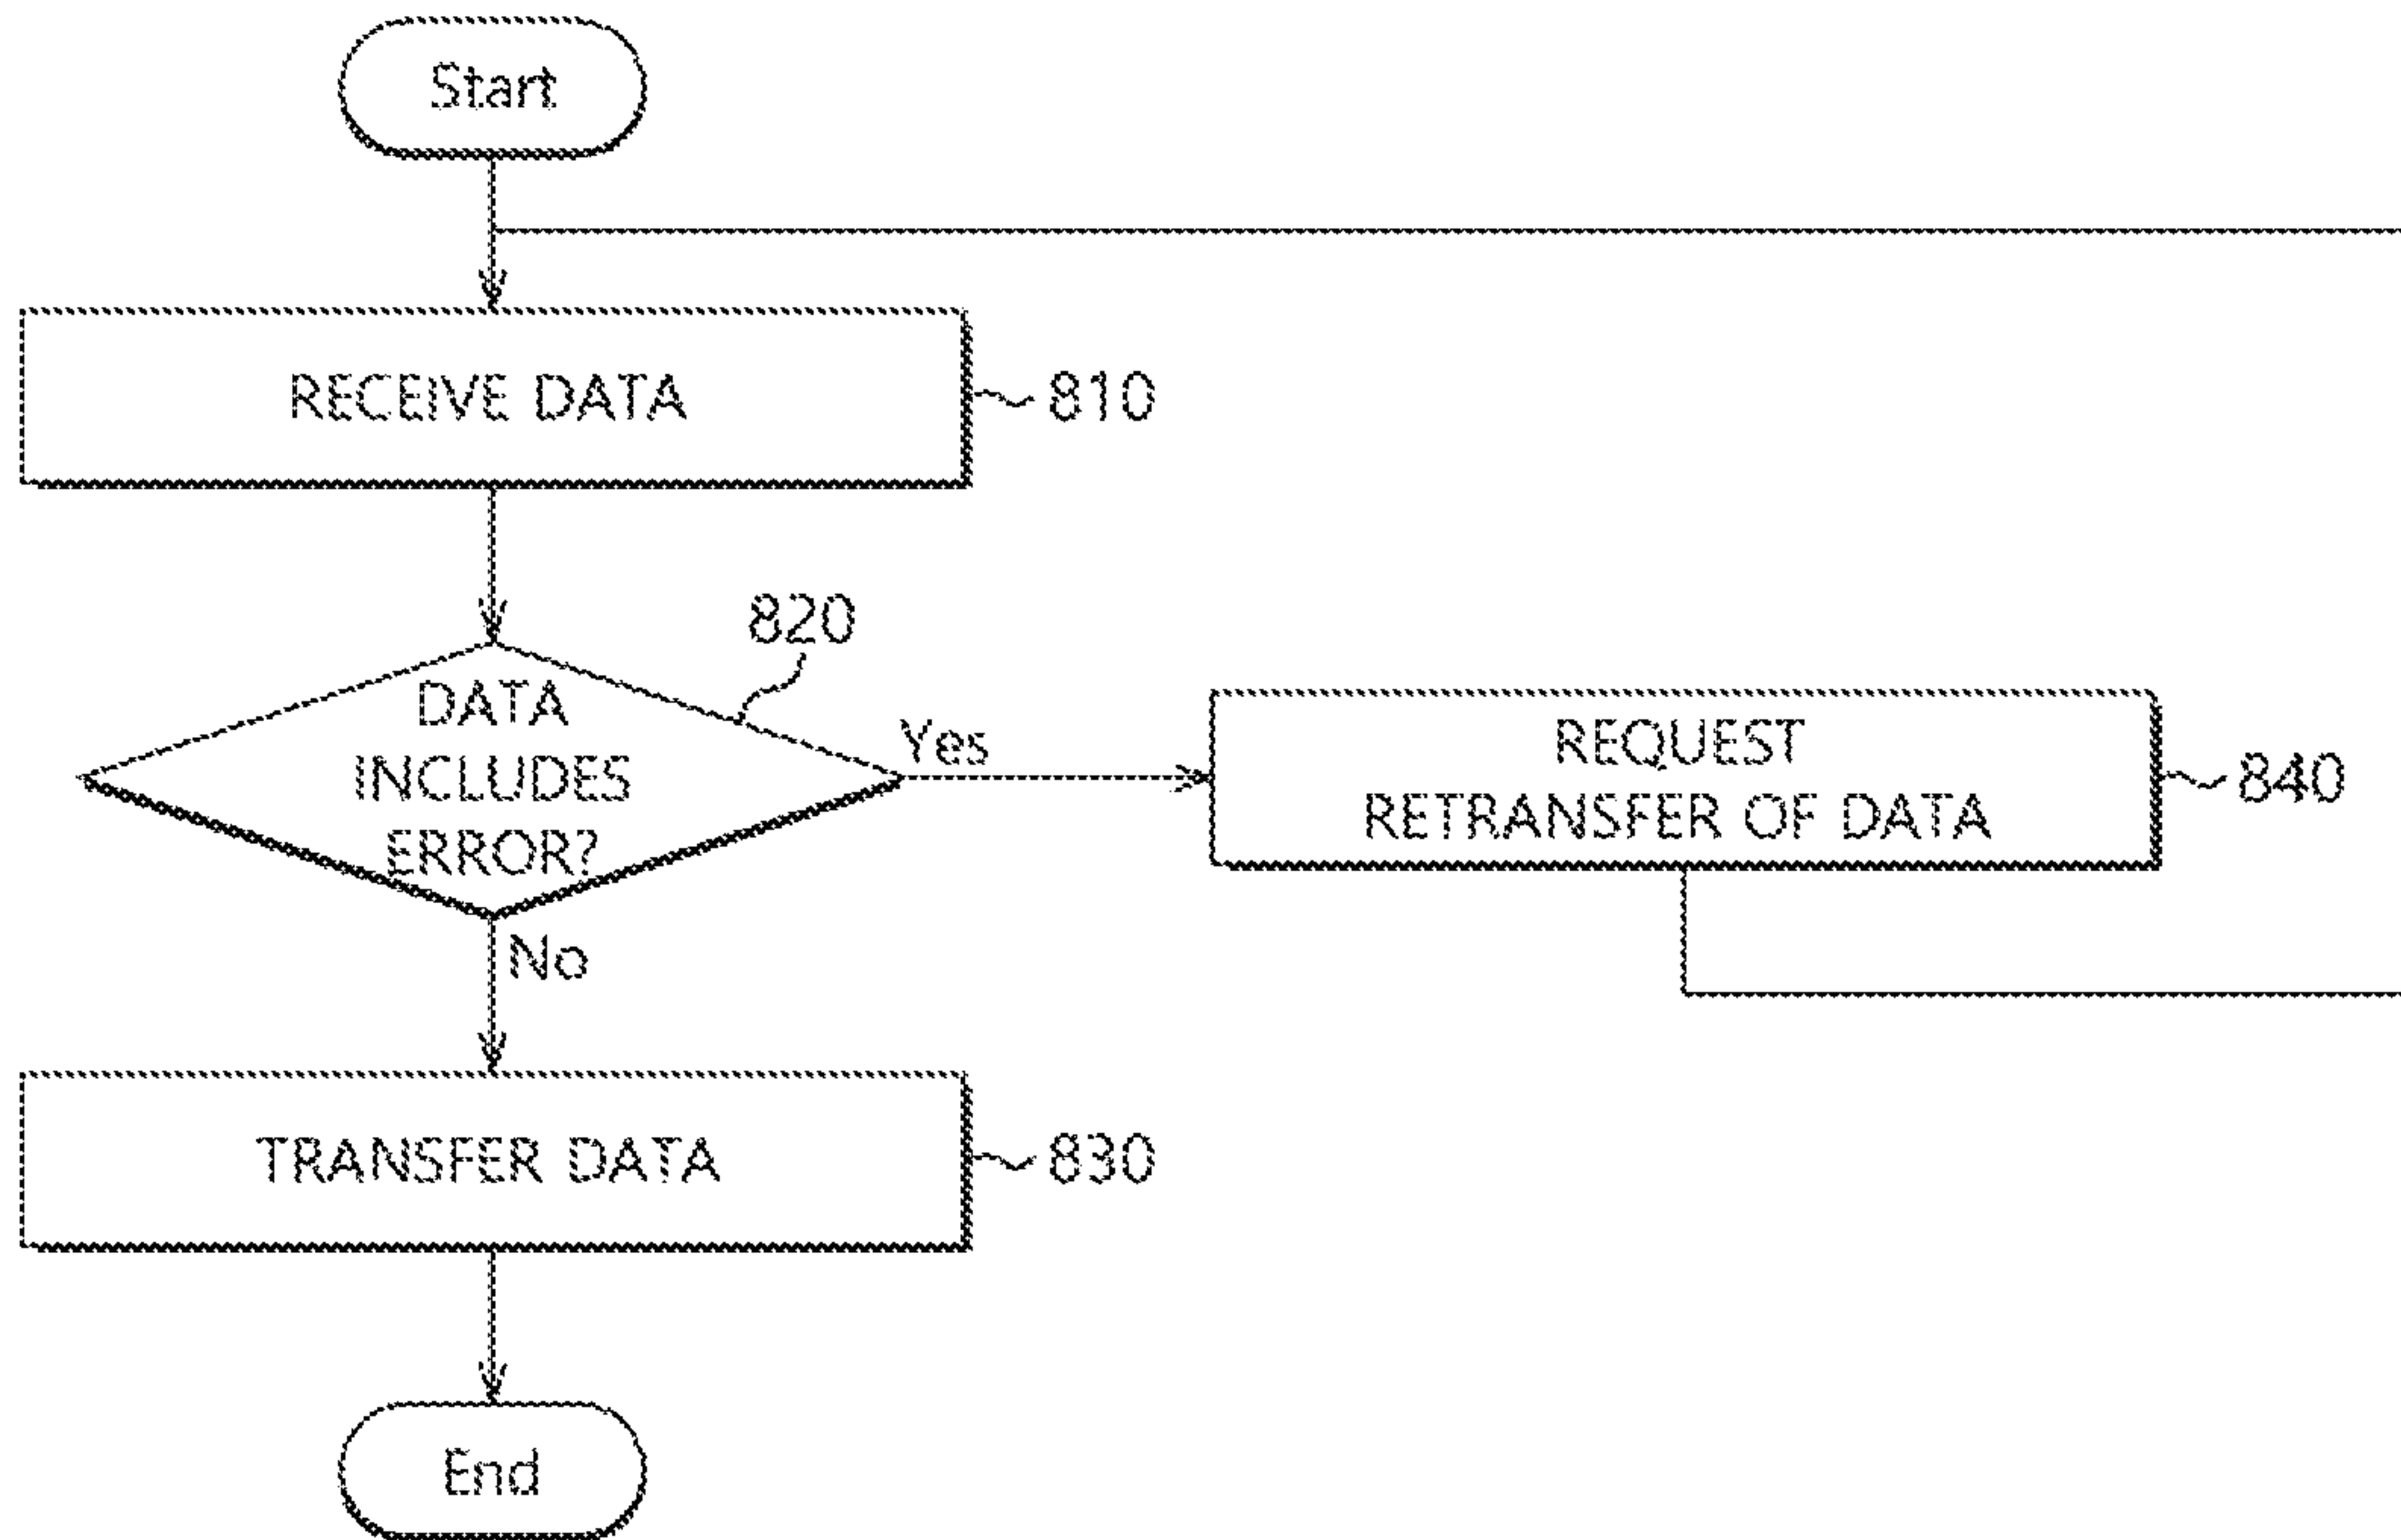 Start
RECEIVE DATA
810
820
DATA
INCLUDES
ERROR?
Yes
REQUEST
RETRANSFER OF DATA
840
No
TRANSFER DATA
830
End